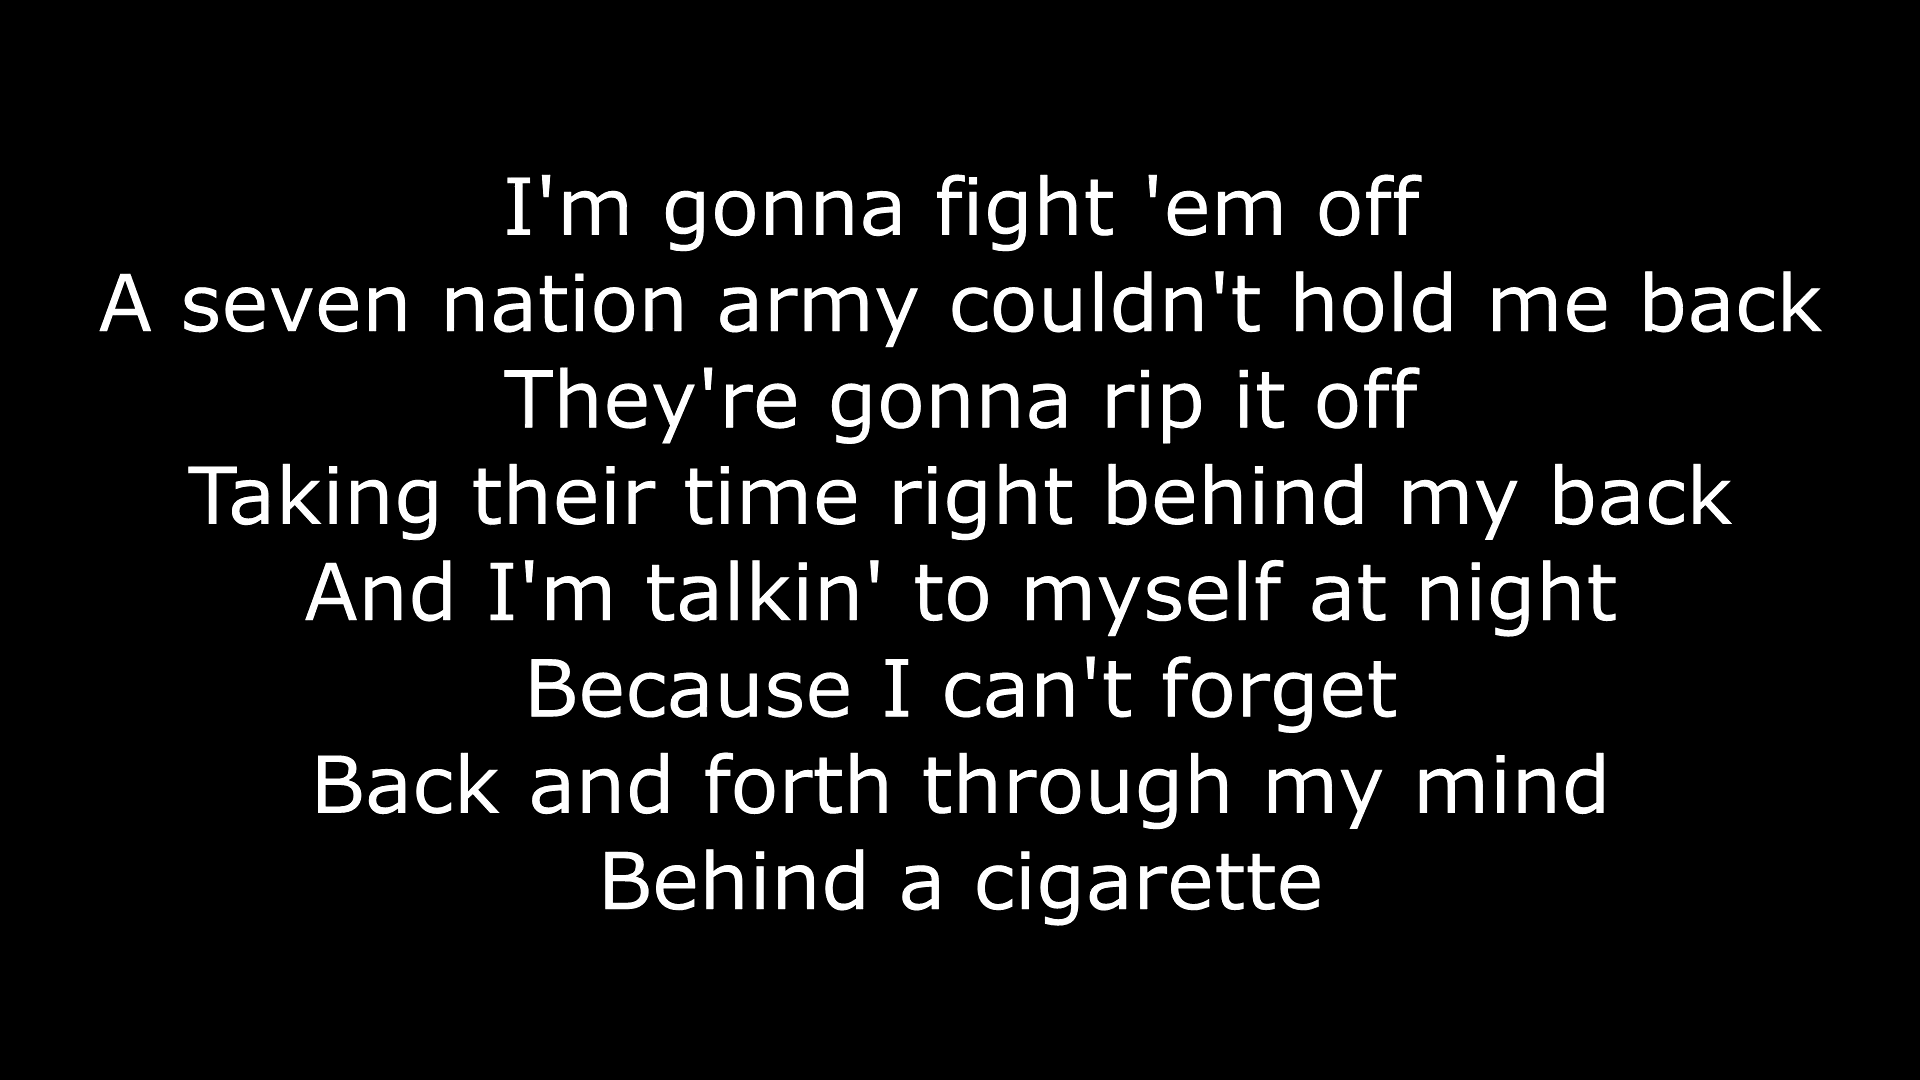 I'm gonna fight 'em off
A seven nation army couldn't hold me back
They're gonna rip it off
Taking their time right behind my back
And I'm talkin' to myself at night
Because I can't forget
Back and forth through my mind
Behind a cigarette